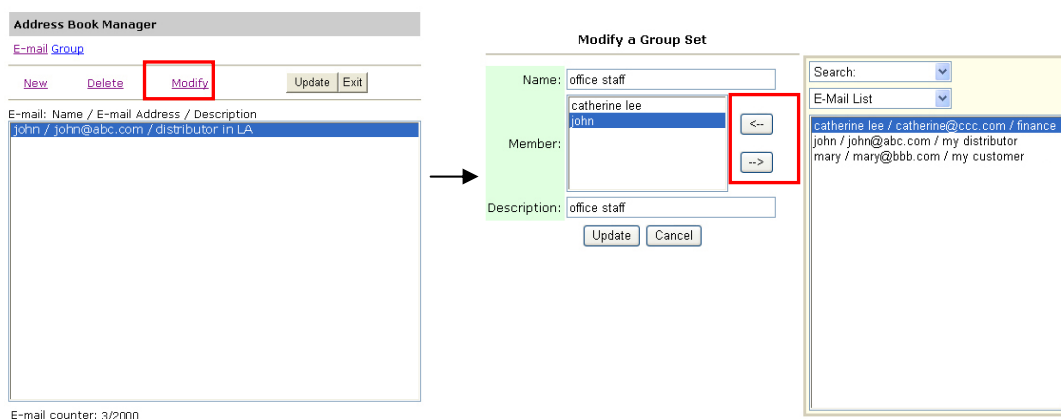 Address Book Manager
E-mail Group
New Delete Modify Update Exit
E-mail: Name / E-mail Address / Description
john / john@abc.com / distributor in LA
E-mail counter: 3/2000
Modify a Group Set
Name: office staff
Member:
catherine lee
john
<--
-->
Description: office staff
Update Cancel
Search:
E-Mail List
catherine lee / catherine@ccc.com / finance
john / john@abc.com / my distributor
mary / mary@bbb.com / my customer